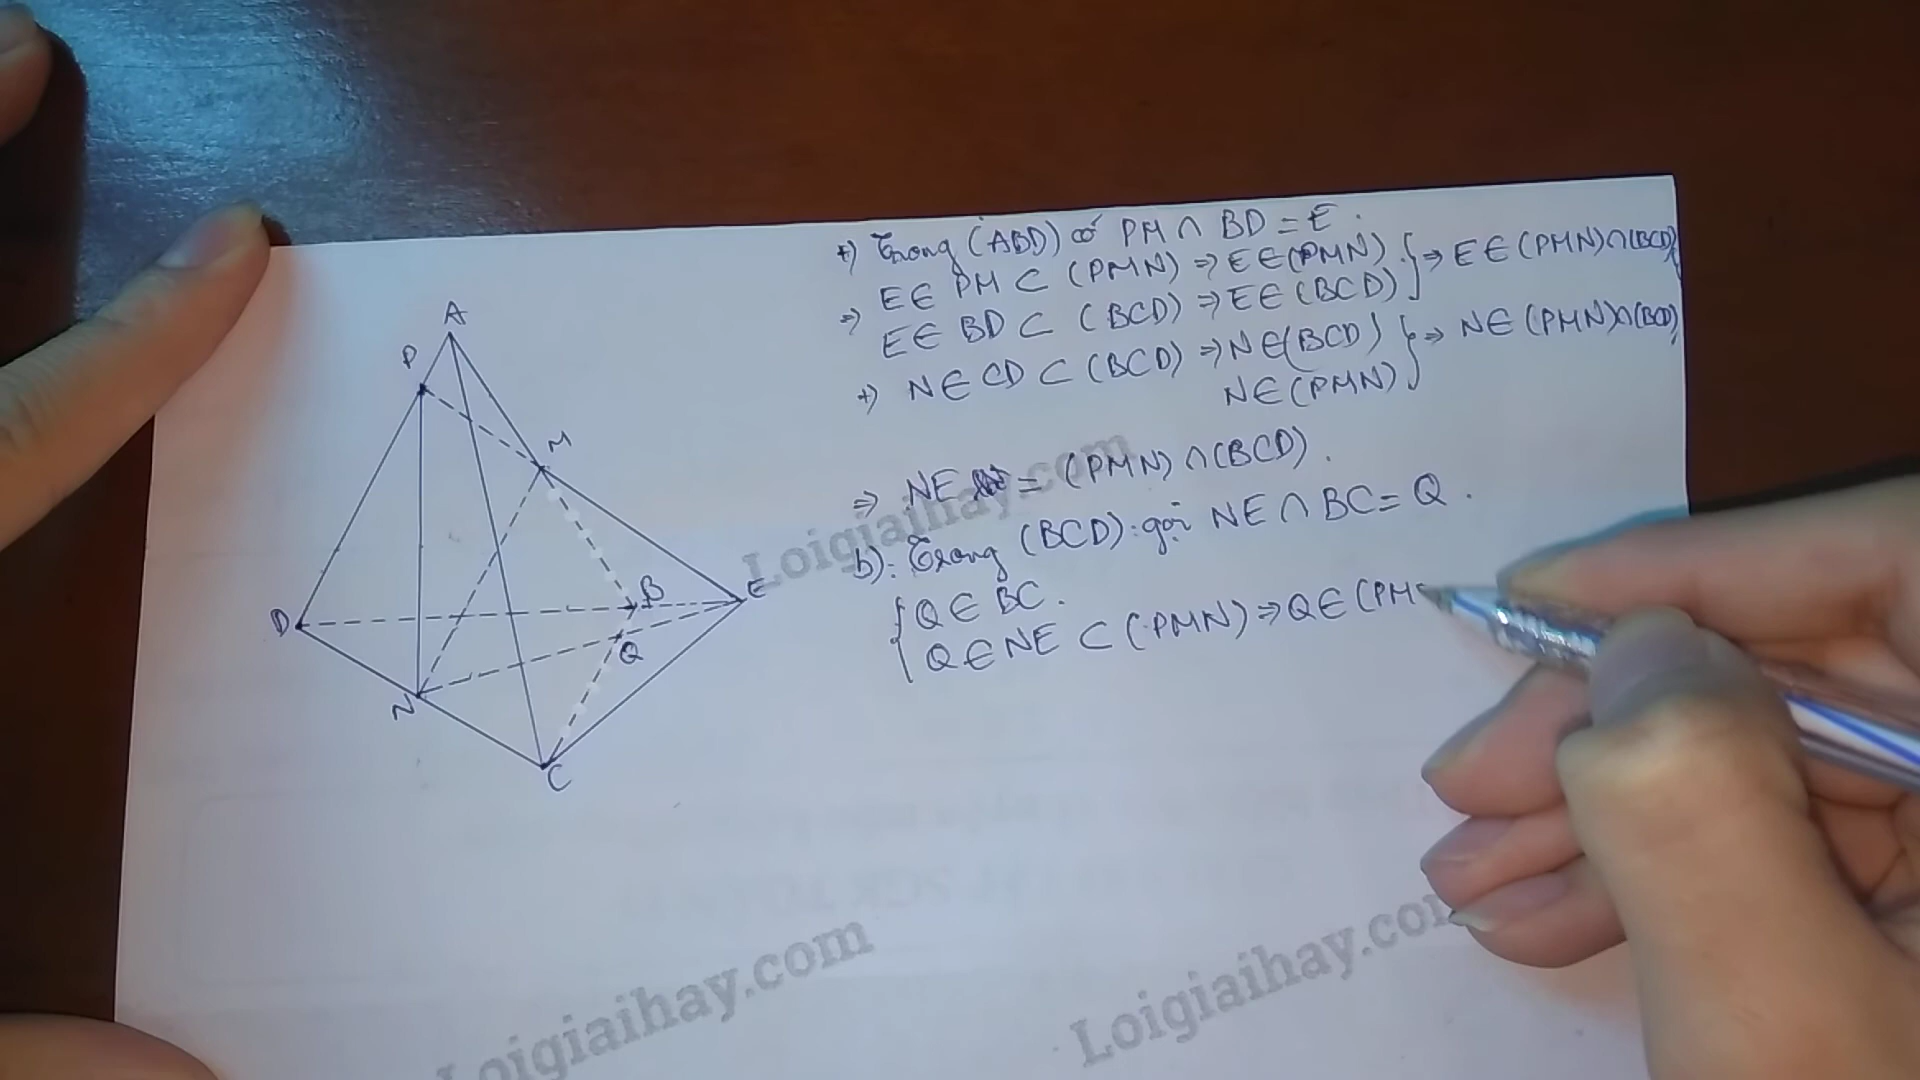 A
P
M
D
B
E
Q
N
C
+) Trong (ABD) có PM ∩ BD = E.
⇒ E ∈ PM ⊂ (PMN) ⇒ E ∈ (PMN) } ⇒ E ∈ (PMN) ∩ (BCD)
E ∈ BD ⊂ (BCD) ⇒ E ∈ (BCD)
+) N ∈ CD ⊂ (BCD) ⇒ N ∈ (BCD) } ⇒ N ∈ (PMN) ∩ (BCD)
N ∈ (PMN)
⇒ NE = (PMN) ∩ (BCD).
b): Trong (BCD): gọi NE ∩ BC = Q.
{ Q ∈ BC.
Q ∈ NE ⊂ (PMN) ⇒ Q ∈ (PM
Loigiaihay.com
Loigiaihay.com
Loigiaihay.com